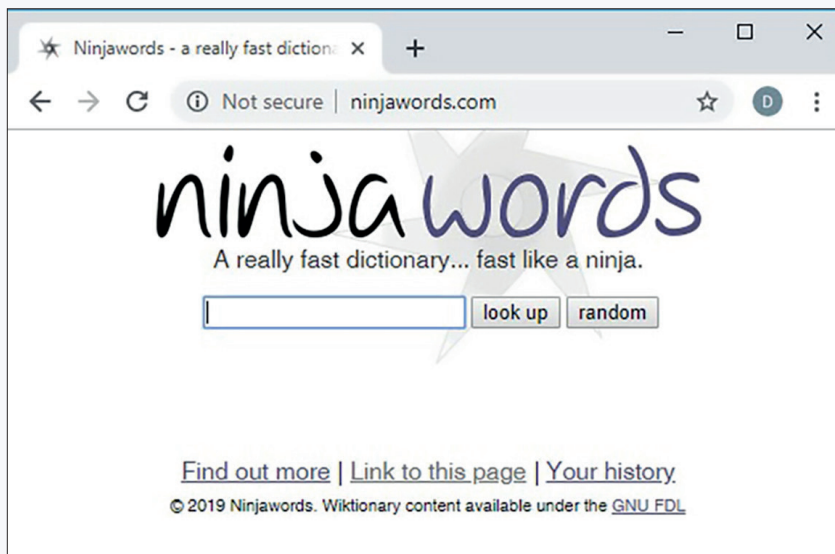 Ninjawords - a really fast diction
Not secure | ninjawords.com
D
ninjawords
A really fast dictionary... fast like a ninja.
look up random
Find out more | Link to this page | Your history
© 2019 Ninjawords. Wiktionary content available under the GNU FDL